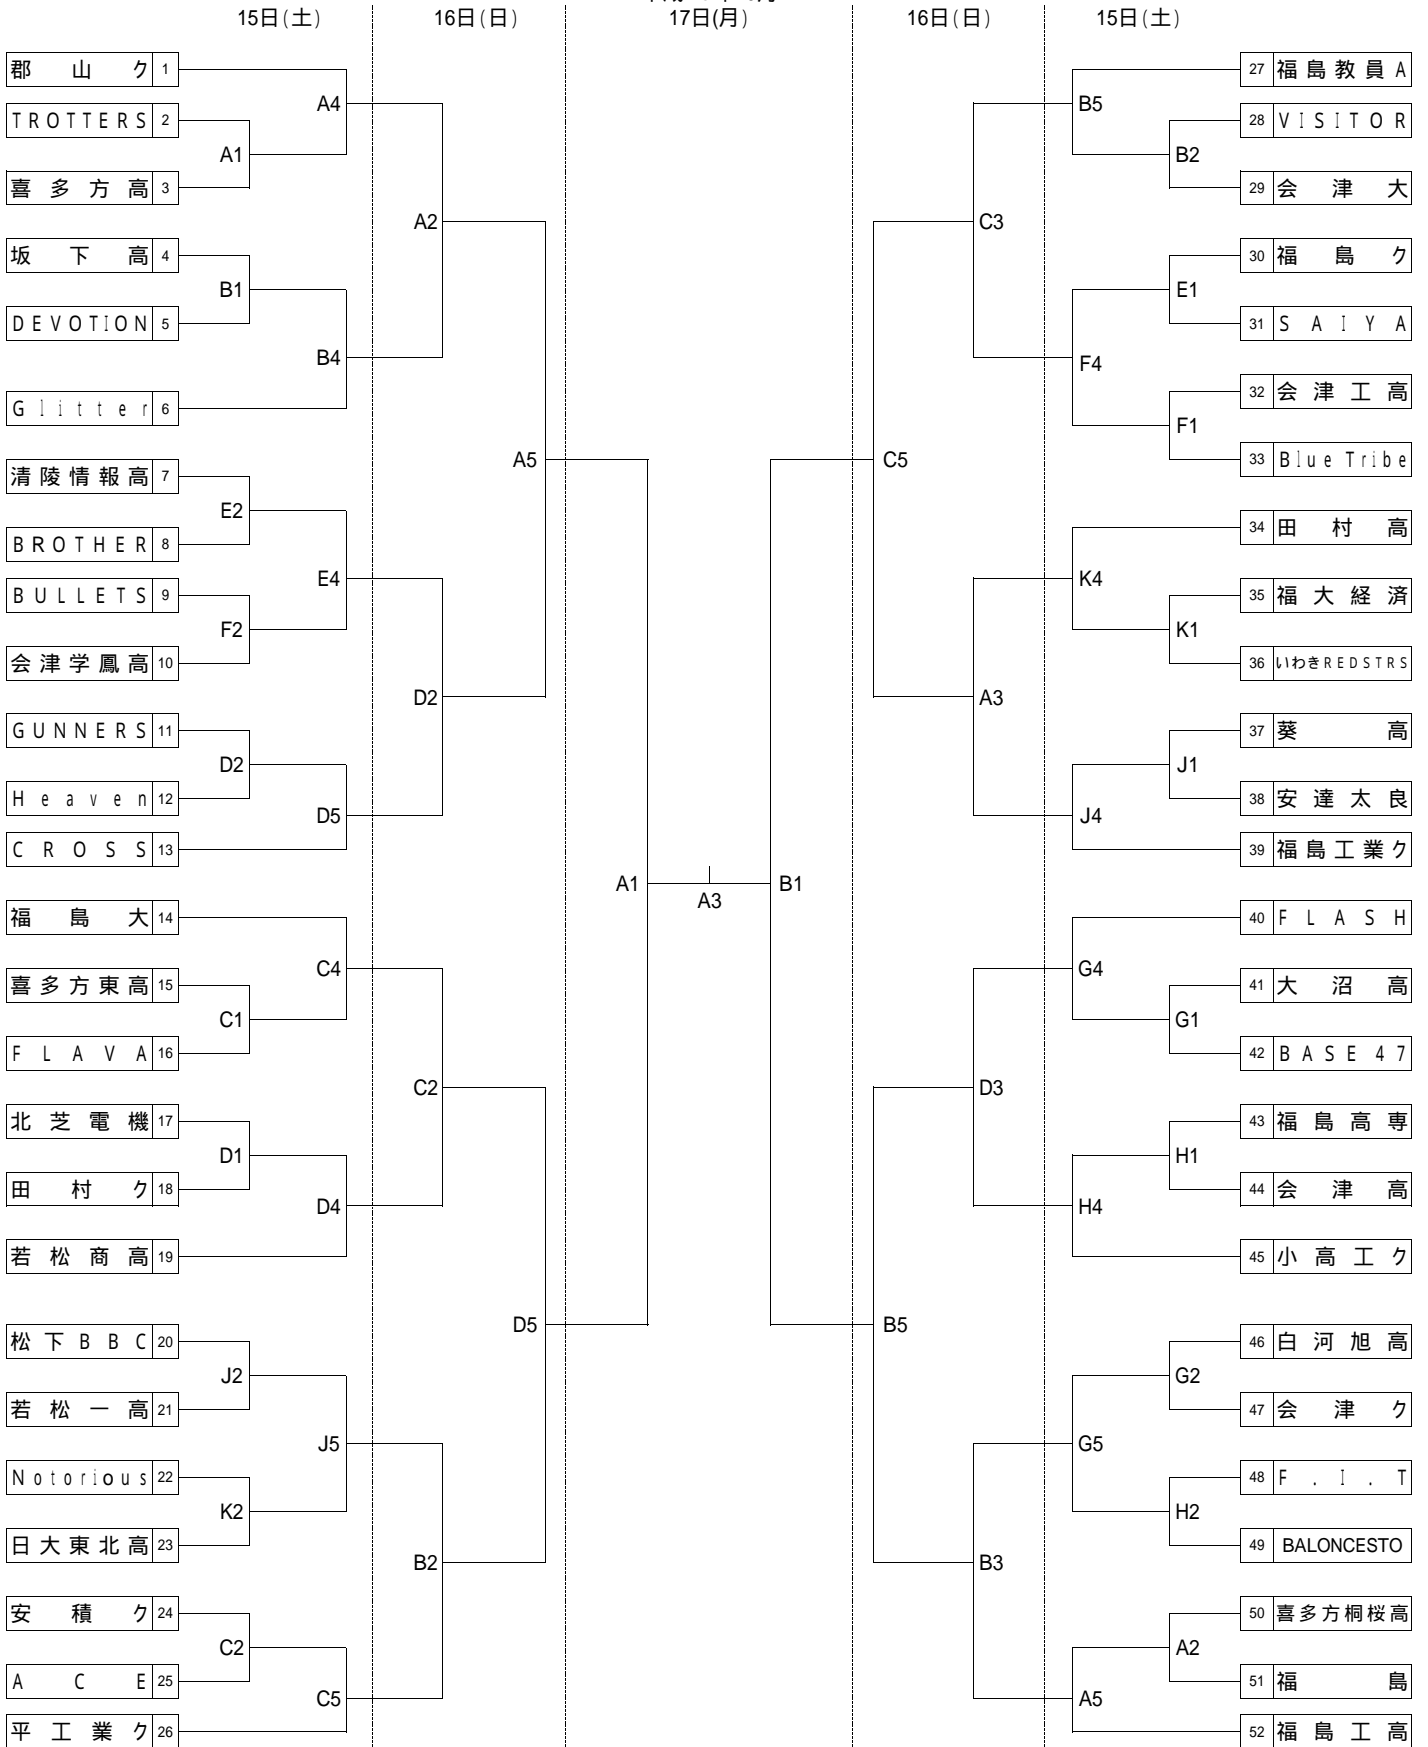 15日(土) 16日(日) 17日(月) 16日(日) 15日(土)
郡山ク 1
TROTTERS 2
喜多方高 3
坂下高 4
DEVOTION 5
Glitter 6
清陵情報高 7
BROTHER 8
BULLETS 9
会津学鳳高 10
GUNNERS 11
Heaven 12
CROSS 13
福島大 14
喜多方東高 15
FLAVA 16
北芝電機 17
田村ク 18
若松商高 19
松下BBC 20
若松一高 21
Notorious 22
日大東北高 23
安積ク 24
ACE 25
平工業ク 26
A4
A1
B1
B4
E2
E4
F2
D2
D5
C4
C1
D1
D4
J2
J5
K2
C2
C5
A2
D2
C2
B2
A5
D5
A1
A3
B1
C5
B5
C3
A3
D3
B3
B5
B2
E1
F4
F1
K4
K1
J1
J4
G4
G1
H1
H4
G2
G5
H2
A2
A5
27 福島教員A
28 VISITOR
29 会津大
30 福島ク
31 SAIYA
32 会津工高
33 Blue Tribe
34 田村高
35 福大経済
36 いわきREDSTRS
37 葵高
38 安達太良
39 福島工業ク
40 FLASH
41 大沼高
42 BASE47
43 福島高専
44 会津高
45 小高工ク
46 白河旭高
47 会津ク
48 F.I.T
49 BALONCESTO
50 喜多方桐桜高
51 福島
52 福島工高